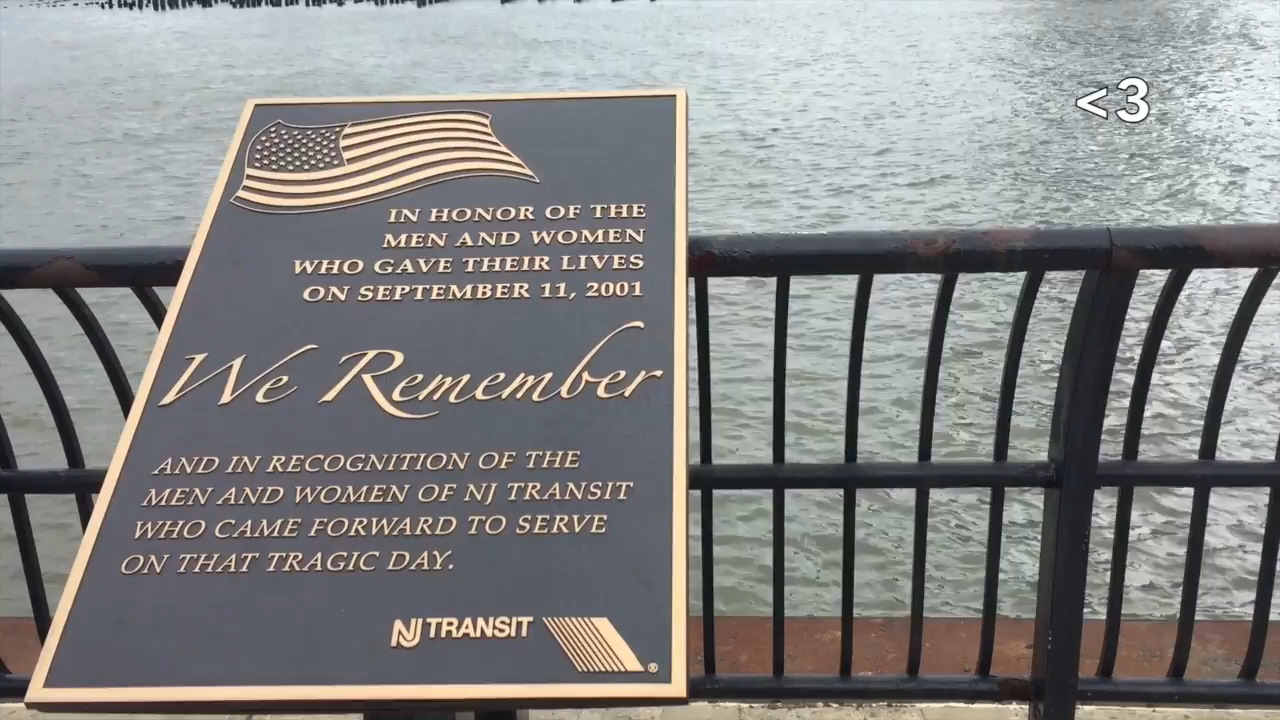 <3
IN HONOR OF THE
MEN AND WOMEN
WHO GAVE THEIR LIVES
ON SEPTEMBER 11, 2001
We Remember
AND IN RECOGNITION OF THE
MEN AND WOMEN OF NJ TRANSIT
WHO CAME FORWARD TO SERVE
ON THAT TRAGIC DAY.
NJ TRANSIT ®